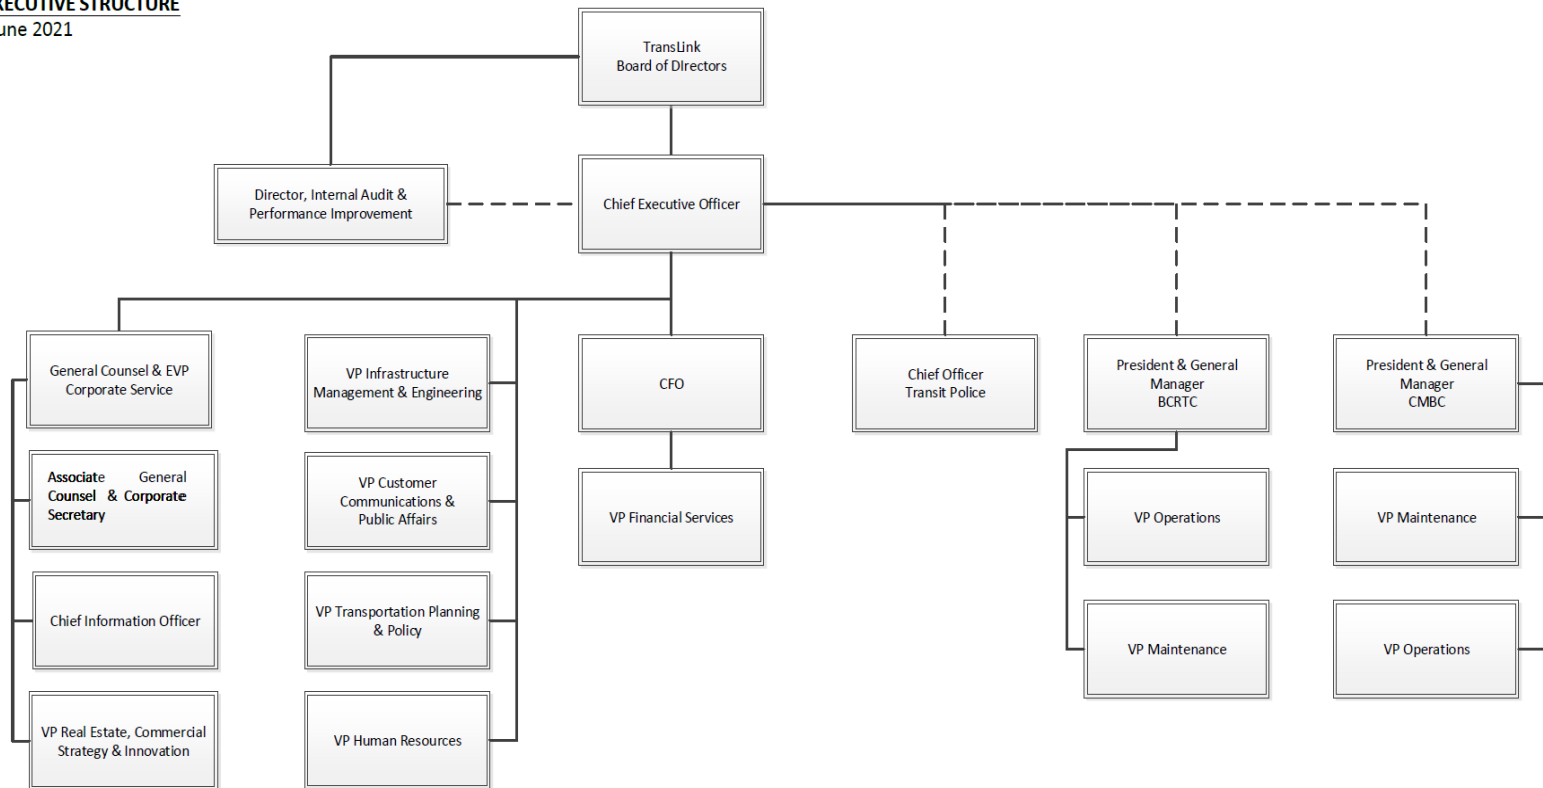 XECUTIVE STRUCTURE
une 2021
TransLink
Board of DIrectors
Director, Internal Audit &
Performance Improvement
Chief Executive Officer
General Counsel & EVP
Corporate Service
VP Infrastructure
Management & Engineering
CFO
Chief Officer
Transit Police
President & General
Manager
BCRTC
President & General
Manager
CMBC
Associate General
Counsel & Corporate
Secretary
VP Customer
Communications &
Public Affairs
VP Financial Services
VP Operations
VP Maintenance
Chief Information Officer
VP Transportation Planning
& Policy
VP Maintenance
VP Operations
VP Real Estate, Commercial
Strategy & Innovation
VP Human Resources